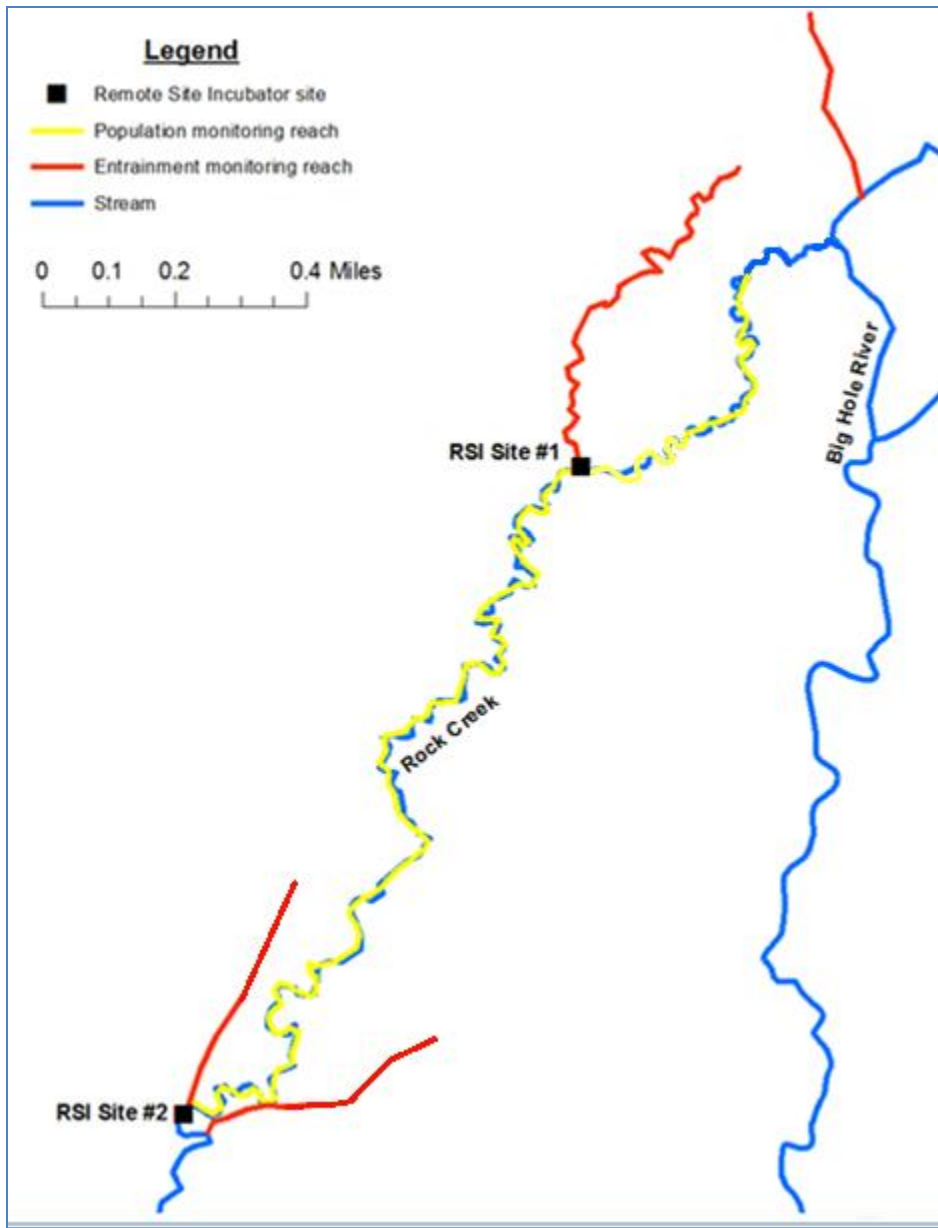 Legend
Remote Site Incubator site
Population monitoring reach
Entrainment monitoring reach
Stream
0 0.1 0.2 0.4 Miles
Big Hole River
RSI Site #1
Rock Creek
RSI Site #2